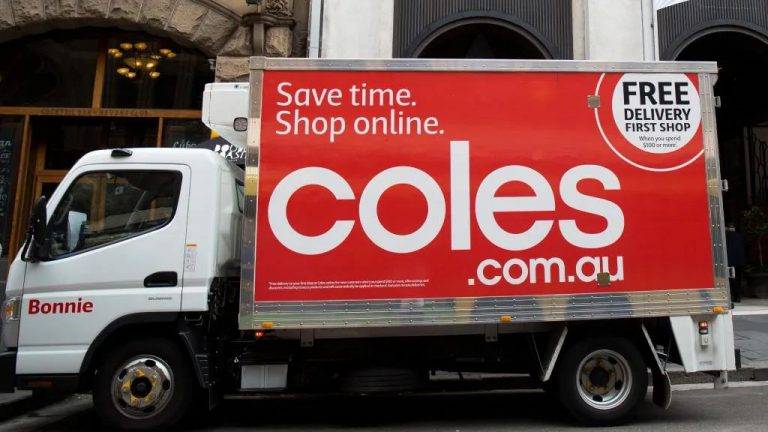 Save time.
Shop online.
coles
.com.au
FREE
DELIVERY
FIRST SHOP
When you spend
$100 or more.
Bonnie